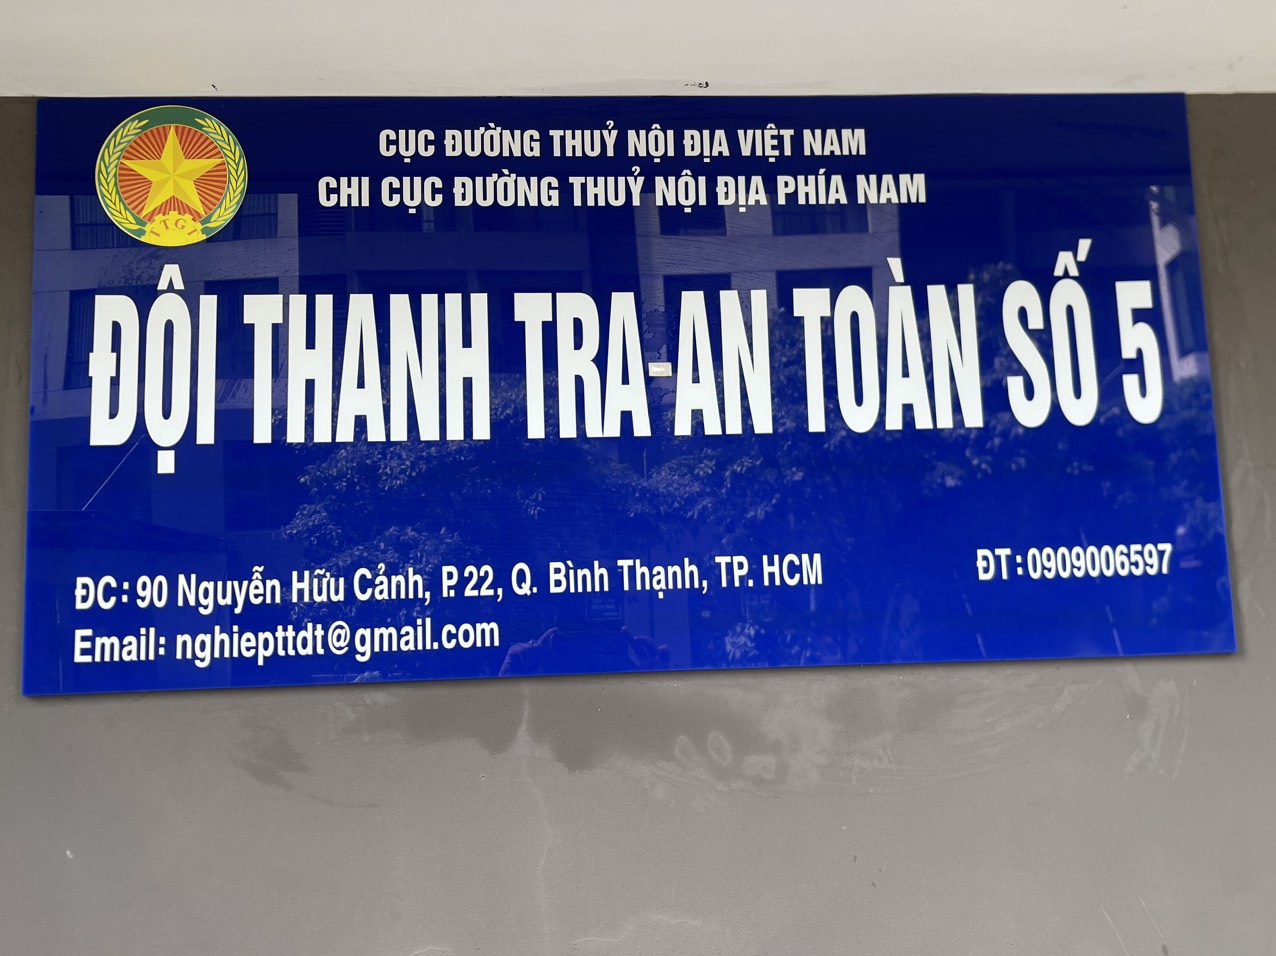 CỤC ĐƯỜNG THUỶ NỘI ĐỊA VIỆT NAM
CHI CỤC ĐƯỜNG THUỶ NỘI ĐỊA PHÍA NAM
TTGT
ĐỘI THANH TRA-AN TOÀN SỐ 5
ĐC: 90 Nguyễn Hữu Cảnh, P. 22, Q. Bình Thạnh, TP. HCM
ĐT: 0909006597
Email: nghiepttdt@gmail.com